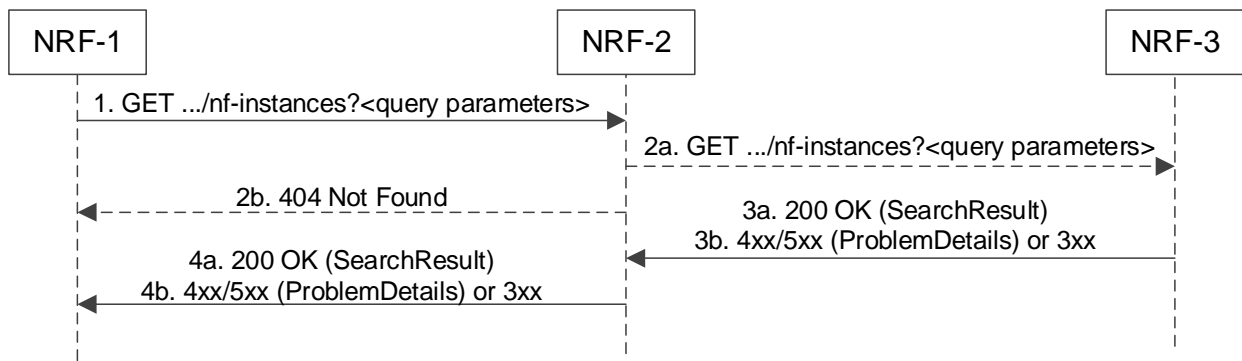 NRF-1
NRF-2
NRF-3
1. GET .../nf-instances?<query parameters>
2a. GET .../nf-instances?<query parameters>
2b. 404 Not Found
3a. 200 OK (SearchResult)
3b. 4xx/5xx (ProblemDetails) or 3xx
4a. 200 OK (SearchResult)
4b. 4xx/5xx (ProblemDetails) or 3xx